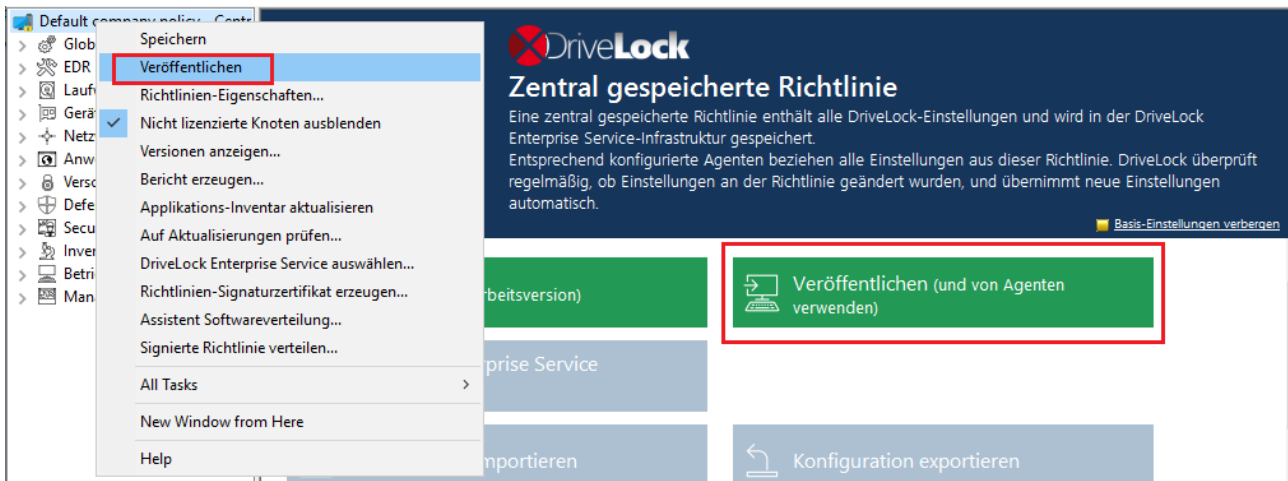 Default company policy - Centr
Glob
EDR
Lauf
Gerä
Netz
Anw
Versc
Defe
Secu
Inver
Betri
Man
Speichern
Veröffentlichen
Richtlinien-Eigenschaften...
Nicht lizenzierte Knoten ausblenden
Versionen anzeigen...
Bericht erzeugen...
Applikations-Inventar aktualisieren
Auf Aktualisierungen prüfen...
DriveLock Enterprise Service auswählen...
Richtlinien-Signaturzertifikat erzeugen...
Assistent Softwareverteilung...
Signierte Richtlinie verteilen...
All Tasks
New Window from Here
Help
DriveLock
Zentral gespeicherte Richtlinie
Eine zentral gespeicherte Richtlinie enthält alle DriveLock-Einstellungen und wird in der DriveLock
Enterprise Service-Infrastruktur gespeichert.
Entsprechend konfigurierte Agenten beziehen alle Einstellungen aus dieser Richtlinie. DriveLock überprüft
regelmäßig, ob Einstellungen an der Richtlinie geändert wurden, und übernimmt neue Einstellungen
automatisch.
Basis-Einstellungen verbergen
rbeitsversion)
Veröffentlichen (und von Agenten
verwenden)
prise Service
mportieren
Konfiguration exportieren